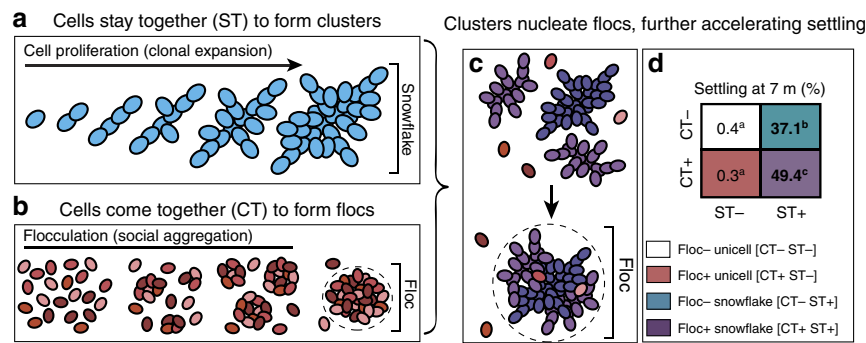 a Cells stay together (ST) to form clusters
Cell proliferation (clonal expansion)
Snowflake
b Cells come together (CT) to form flocs
Flocculation (social aggregation)
Floc
Clusters nucleate flocs, further accelerating settling
c
Floc
d
Settling at 7 m (%)
CT–
0.4ᵃ 37.1ᵇ
CT+
0.3ᵃ 49.4ᶜ
ST– ST+
Floc– unicell [CT– ST–]
Floc+ unicell [CT+ ST–]
Floc– snowflake [CT– ST+]
Floc+ snowflake [CT+ ST+]